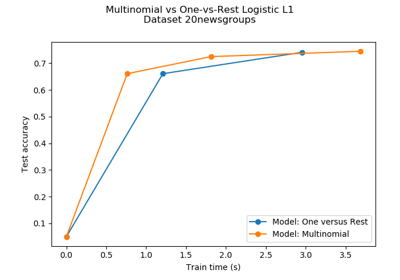 Multinomial vs One-vs-Rest Logistic L1
Dataset 20newsgroups
0.7
0.6
0.5
0.4
0.3
0.2
0.1
Test accuracy
Model: One versus Rest
Model: Multinomial
0.0 0.5 1.0 1.5 2.0 2.5 3.0 3.5
Train time (s)